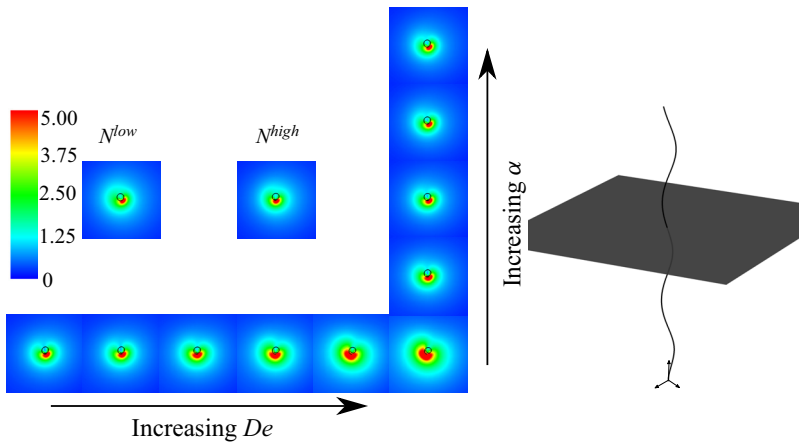 5.00
3.75
2.50
1.25
0
N^low
N^high
Increasing De
Increasing α